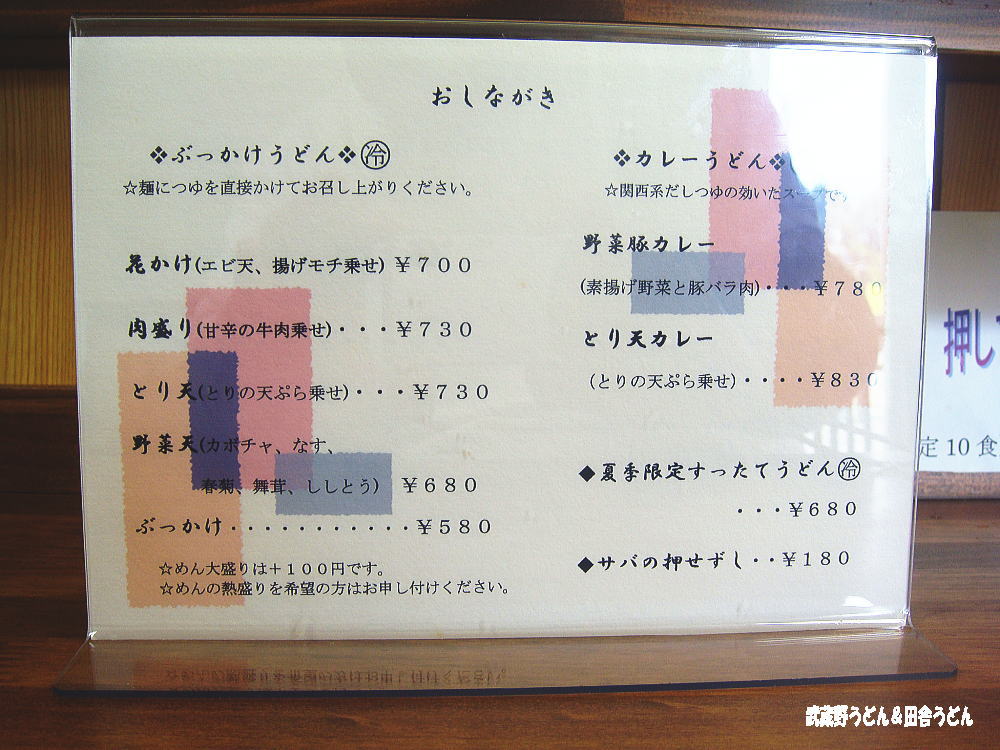 おしながき
❖ぶっかけうどん❖㊗冷
☆麺につゆを直接かけてお召し上がりください。
花かけ(エビ天、揚げモチ乗せ) ￥７００
肉盛り(甘辛の牛肉乗せ)・・・￥７３０
とり天(とりの天ぷら乗せ)・・・￥７３０
野菜天(カボチャ、なす、
春菊、舞茸、ししとう) ￥６８０
ぶっかけ・・・・・・・・・・・￥５８０
☆めん大盛りは＋１００円です。
☆めんの熱盛りを希望の方はお申し付けください。
❖カレーうどん❖
☆関西系だしつゆの効いたスープで
野菜豚カレー
(素揚げ野菜と豚バラ肉)・・・￥７８０
とり天カレー
(とりの天ぷら乗せ)・・・・￥８３０
◆夏季限定すったてうどん冷
・・・￥６８０
◆サバの押せずし・・￥１８０
押し
定 10 食
武蔵野うどん＆田舎うどん